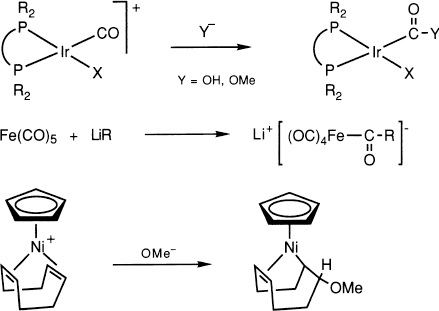 R₂ P Ir CO X P R₂ + Y⁻ Y = OH, OMe R₂ P Ir C O Y X P R₂
Fe(CO)₅ + LiR Li⁺ [(OC)₄Fe—C—R]⁻ O
Ni⁺ OMe⁻ Ni H OMe